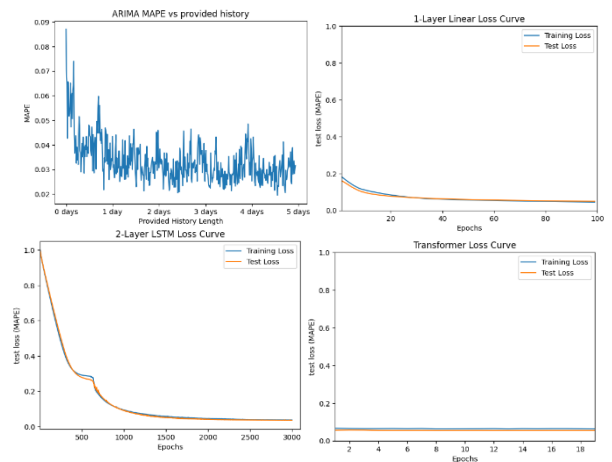 ARIMA MAPE vs provided history
0.09
0.08
0.07
0.06
0.05
0.04
0.03
0.02
MAPE
0 days
1 day
2 days
3 days
4 days
5 days
Provided History Length
1-Layer Linear Loss Curve
Training Loss
Test Loss
1.0
0.8
0.6
0.4
0.2
0.0
test loss (MAPE)
20
40
60
80
100
Epochs
2-Layer LSTM Loss Curve
Training Loss
Test Loss
1.0
0.8
0.6
0.4
0.2
0.0
test loss (MAPE)
500
1000
1500
2000
2500
3000
Epochs
Transformer Loss Curve
Training Loss
Test Loss
1.0
0.8
0.6
0.4
0.2
0.0
test loss (MAPE)
2
4
6
8
10
12
14
16
18
Epochs